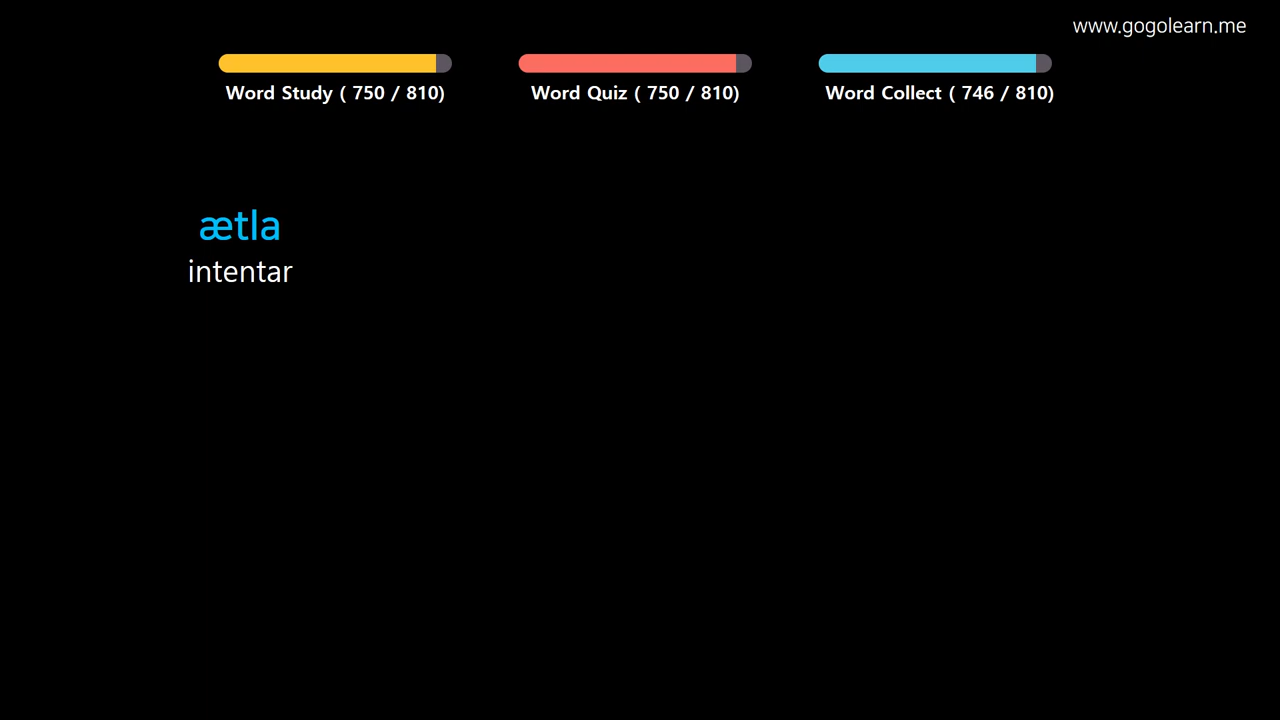 www.gogolearn.me
Word Study ( 750 / 810)
Word Quiz ( 750 / 810)
Word Collect ( 746 / 810)
ætla
intentar